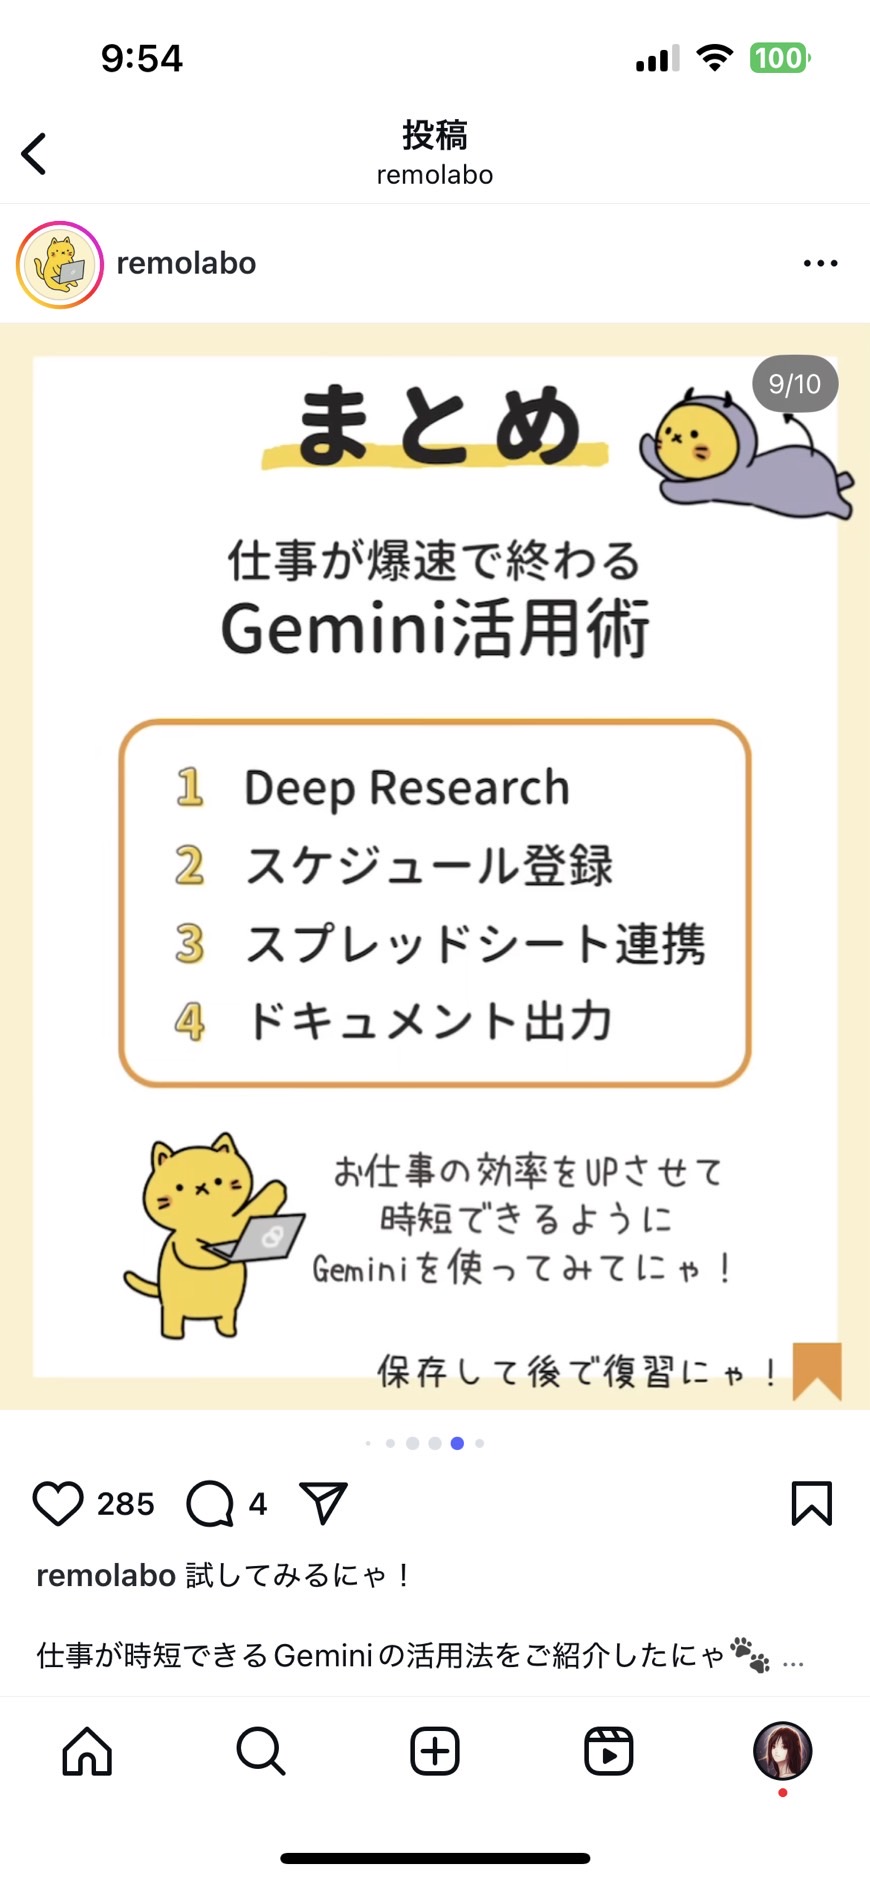 9:54
100
投稿
remolabo
remolabo
9/10
まとめ
仕事が爆速で終わる
Gemini活用術
1 Deep Research
2 スケジュール登録
3 スプレッドシート連携
4 ドキュメント出力
お仕事の効率をUPさせて
時短できるように
Geminiを使ってみてにゃ！
保存して後で復習にゃ！
285 4
remolabo 試してみるにゃ！
仕事が時短できるGeminiの活用法をご紹介したにゃ🐾 ...